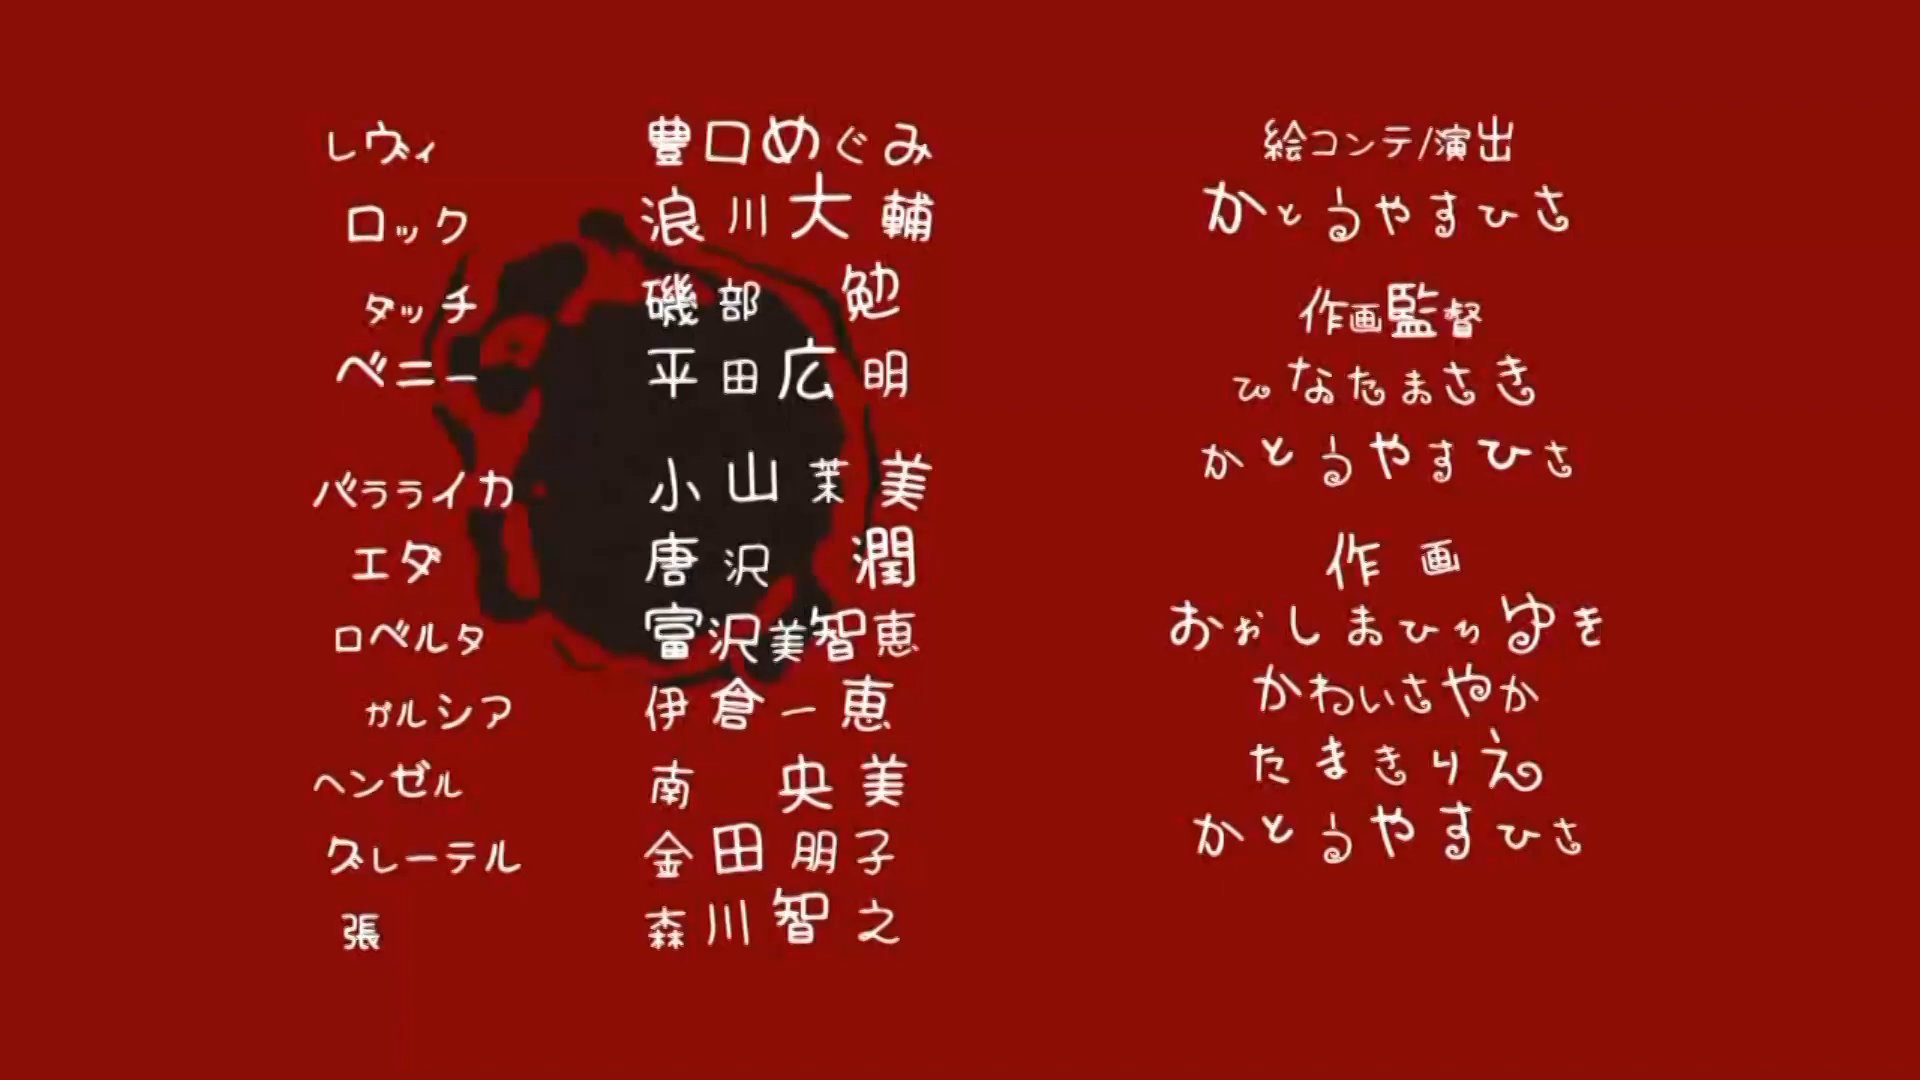 レヴィ 豊口めぐみ
ロック 浪川大輔
ダッチ 磯部 勉
ベニー 平田広明
バラライカ 小山茉美
エダ 唐沢 潤
ロベルタ 富沢美智恵
ガルシア 伊倉一恵
ヘンゼル 南 央美
グレーテル 金田朋子
張 森川智之
絵コンテ/演出
かとうやすひさ
作画監督
ひなたまさき
かとうやすひさ
作 画
おおしまひろゆき
かわいさやか
たまきりえ
かとうやすひさ